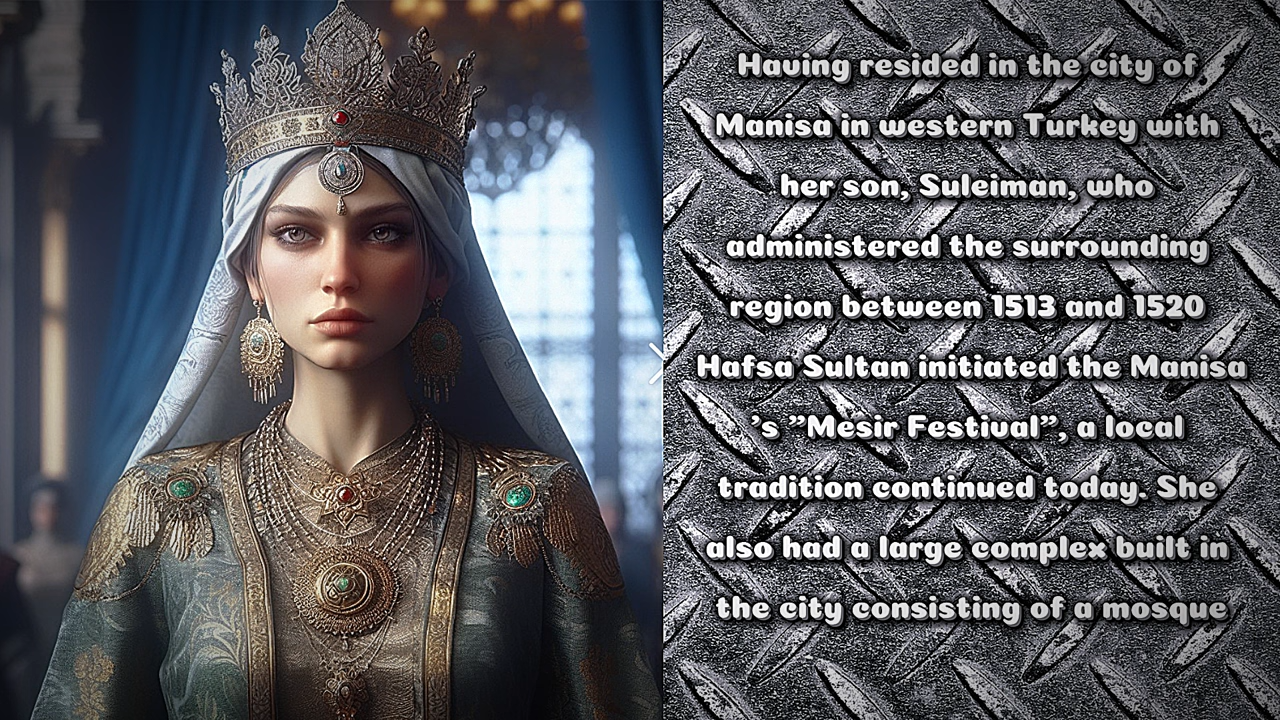 Having resided in the city of
Manisa in western Turkey with
her son, Suleiman, who
administered the surrounding
region between 1513 and 1520
Hafsa Sultan initiated the Manisa
's ”Mesir Festival”, a local
tradition continued today. She
also had a large complex built in
the city consisting of a mosque